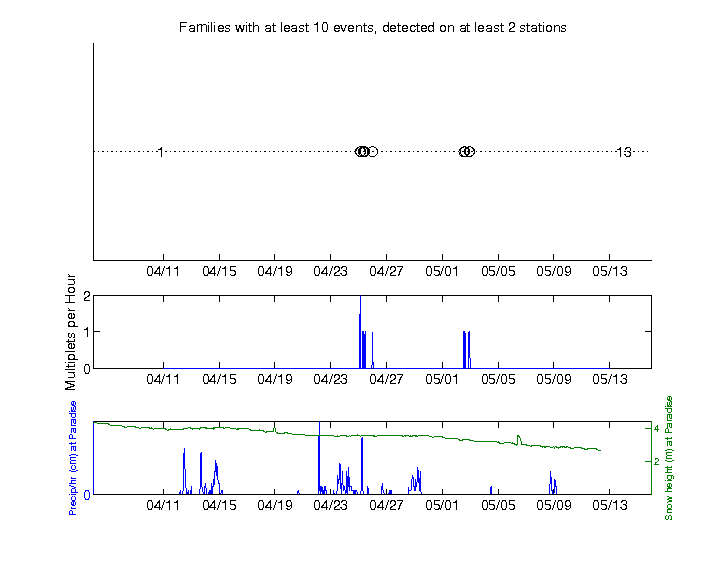 Families with at least 10 events, detected on at least 2 stations
1
13
04/11 04/15 04/19 04/23 04/27 05/01 05/05 05/09 05/13
Multiplets per Hour
2
1
0
04/11 04/15 04/19 04/23 04/27 05/01 05/05 05/09 05/13
Precip/hr (cm) at Paradise
0
4
2
Snow height (m) at Paradise
04/11 04/15 04/19 04/23 04/27 05/01 05/05 05/09 05/13